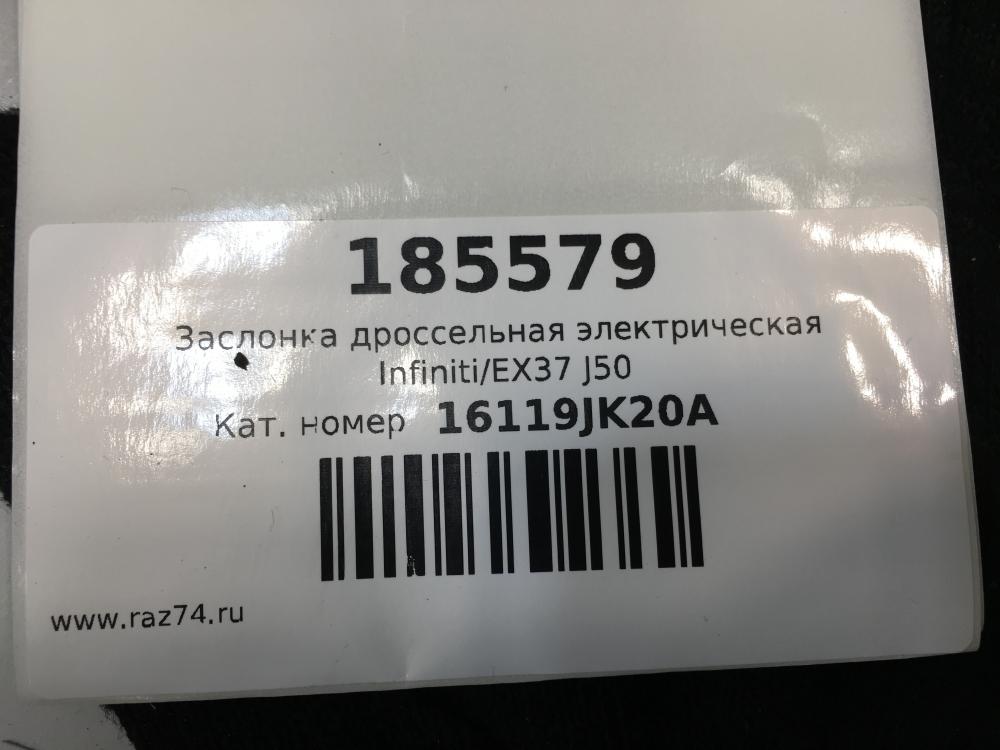 185579
Заслонка дроссельная электрическая
Infiniti/EX37 J50
Кат. номер 16119JK20A
www.raz74.ru